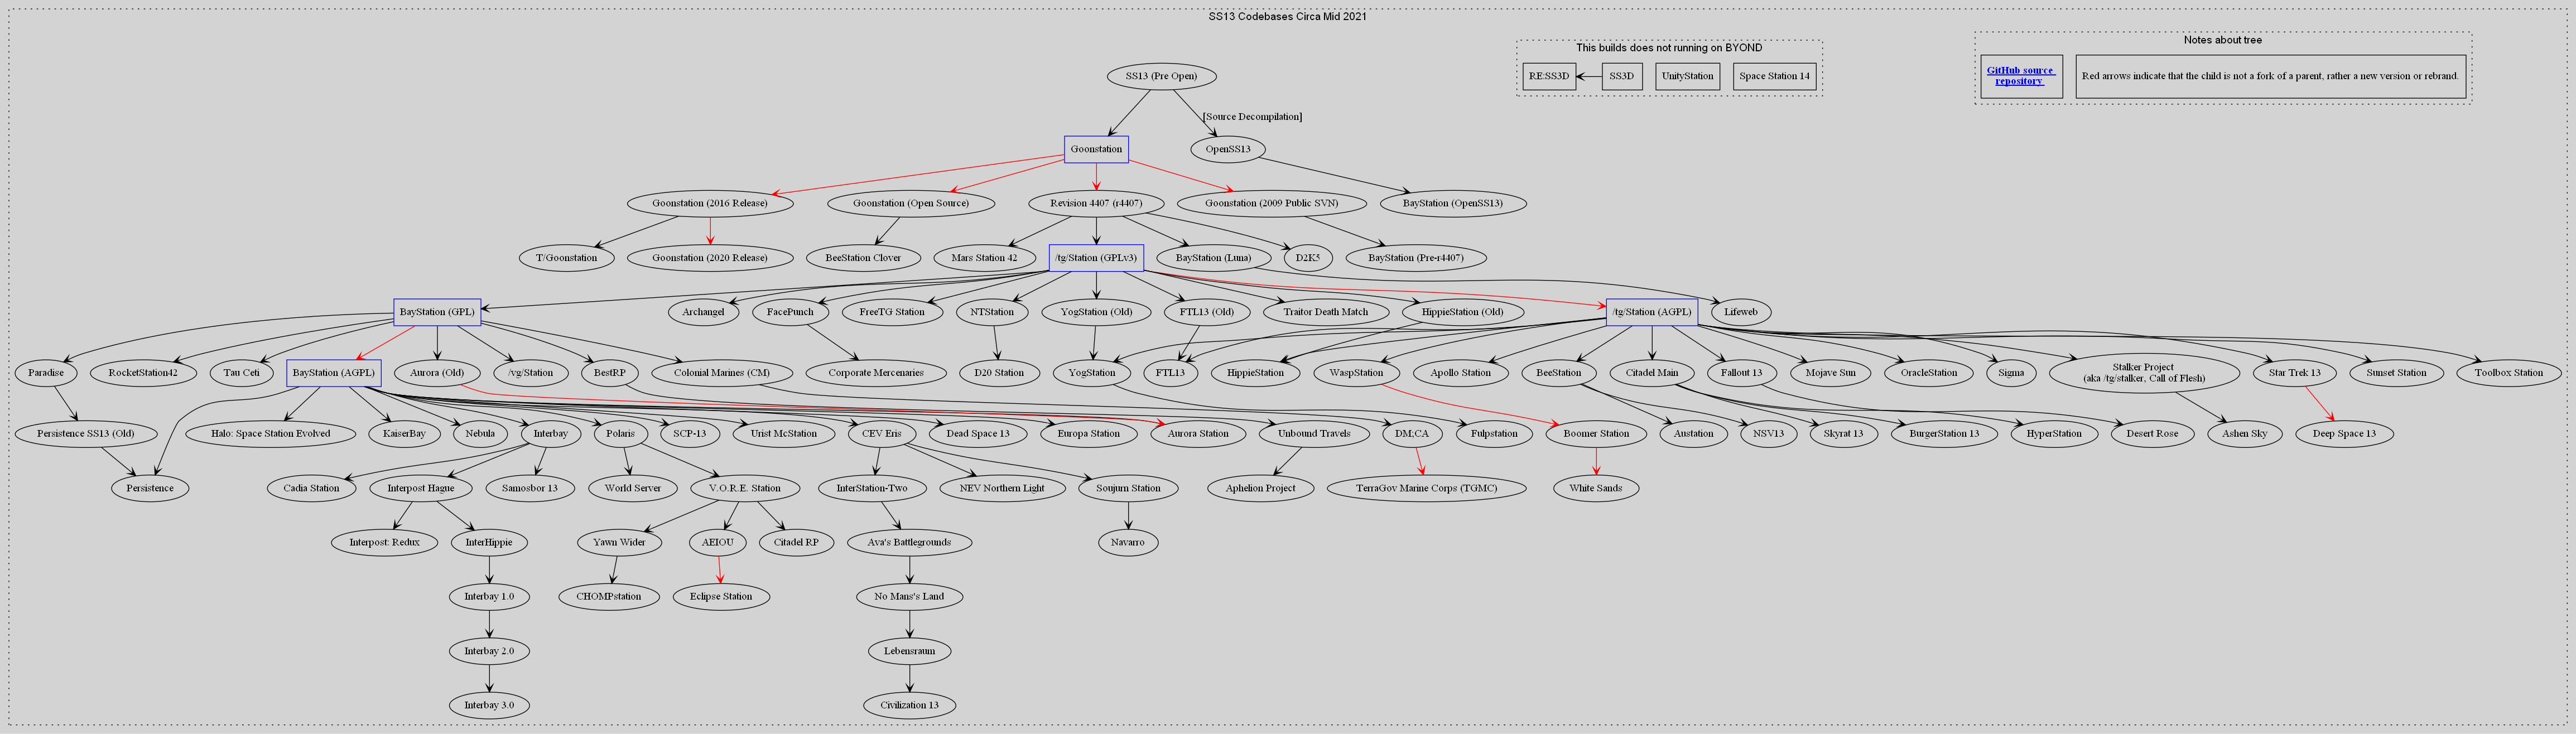 SS13 Codebases Circa Mid 2021
This builds does not running on BYOND
Notes about tree
RE:SS3D
SS3D
UnityStation
Space Station 14
GitHub source
repository
Red arrows indicate that the child is not a fork of a parent, rather a new version or rebrand.
SS13 (Pre Open)
[Source Decompilation]
Goonstation
OpenSS13
Goonstation (2016 Release)
Goonstation (Open Source)
Revision 4407 (r4407)
Goonstation (2009 Public SVN)
BayStation (OpenSS13)
T/Goonstation
Goonstation (2020 Release)
BeeStation Clover
Mars Station 42
/tg/Station (GPLv3)
BayStation (Luna)
D2K5
BayStation (Pre-r4407)
BayStation (GPL)
Archangel
FacePunch
FreeTG Station
NTStation
YogStation (Old)
FTL13 (Old)
Traitor Death Match
HippieStation (Old)
/tg/Station (AGPL)
Lifeweb
Paradise
RocketStation42
Tau Ceti
BayStation (AGPL)
Aurora (Old)
/vg/Station
BestRP
Colonial Marines (CM)
Corporate Mercenaries
D20 Station
YogStation
FTL13
HippieStation
WaspStation
Apollo Station
BeeStation
Citadel Main
Fallout 13
Mojave Sun
OracleStation
Sigma
Stalker Project
(aka /tg/stalker, Call of Flesh)
Star Trek 13
Sunset Station
Toolbox Station
Persistence SS13 (Old)
Halo: Space Station Evolved
KaiserBay
Nebula
Interbay
Polaris
SCP-13
Urist McStation
CEV Eris
Dead Space 13
Europa Station
Aurora Station
Unbound Travels
DM;CA
Fulpstation
Boomer Station
Austation
NSV13
Skyrat 13
BurgerStation 13
HyperStation
Desert Rose
Ashen Sky
Deep Space 13
Persistence
Cadia Station
Interpost Hague
Samosbor 13
World Server
V.O.R.E. Station
InterStation-Two
NEV Northern Light
Soujurn Station
Aphelion Project
TerraGov Marine Corps (TGMC)
White Sands
Interpost: Redux
InterHippie
Yawn Wider
AEIOU
Citadel RP
Ava's Battlegrounds
Navarro
Interbay 1.0
CHOMPstation
Eclipse Station
No Mans's Land
Interbay 2.0
Lebensraum
Interbay 3.0
Civilization 13